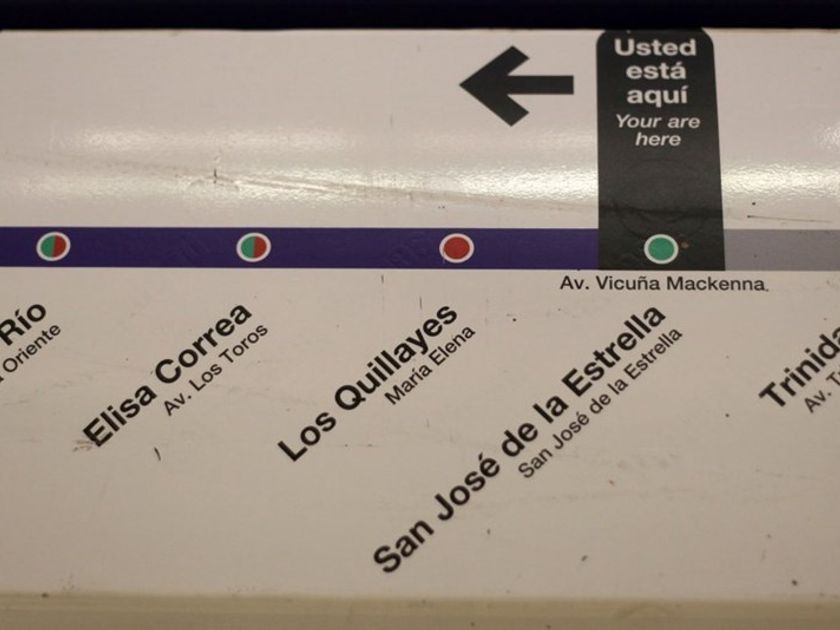 Usted
está
aquí
Your are
here
Av. Vicuña Mackenna
Río
Oriente
Elisa Correa
Av. Los Toros
Los Quillayes
María Elena
San José de la Estrella
San José de la Estrella
Av.